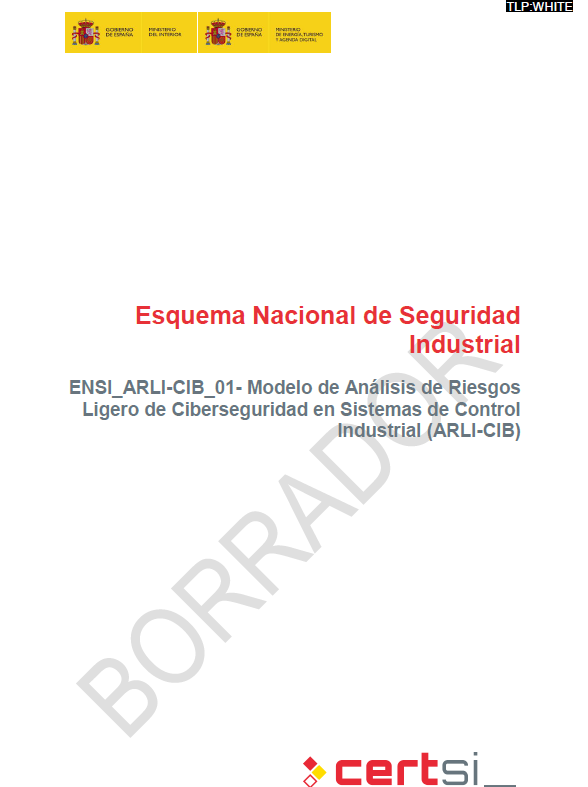 TLP:WHITE
GOBIERNO
DE ESPAÑA
MINISTERIO
DEL INTERIOR
GOBIERNO
DE ESPAÑA
MINISTERIO
DE ENERGÍA, TURISMO
Y AGENDA DIGITAL
Esquema Nacional de Seguridad
Industrial
ENSI_ARLI-CIB_01- Modelo de Análisis de Riesgos
Ligero de Ciberseguridad en Sistemas de Control
Industrial (ARLI-CIB)
BORRADOR
certsi_